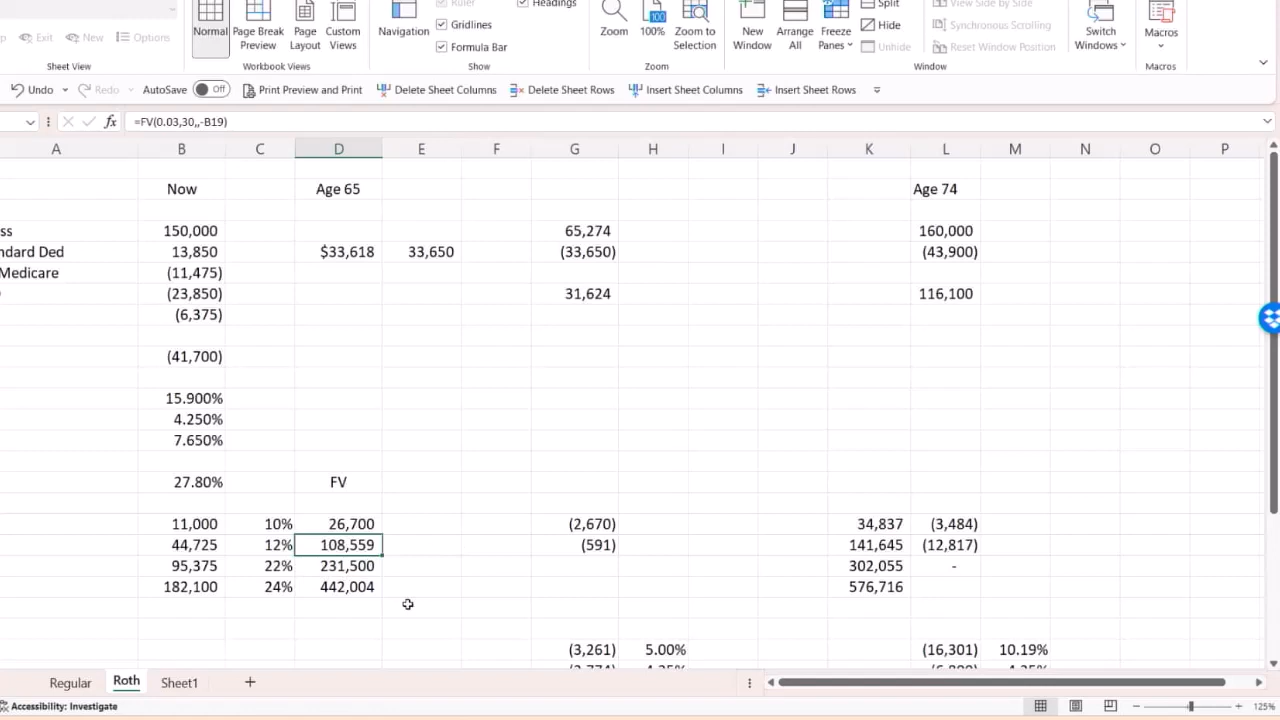 Ruler
Headings
Split
View Side by Side
Exit
New
Options
Normal
Page Break Preview
Page Layout
Custom Views
Gridlines
Formula Bar
Navigation
Zoom
100
100%
Zoom to Selection
New Window
Arrange All
Freeze Panes
Hide
Unhide
Synchronous Scrolling
Reset Window Position
Switch Windows
Macros
Sheet View
Workbook Views
Show
Zoom
Window
Macros
Undo
Redo
AutoSave
Off
Print Preview and Print
Delete Sheet Columns
Delete Sheet Rows
Insert Sheet Columns
Insert Sheet Rows
fx =FV(0.03,30,,-B19)
A B C D E F G H I J K L M N O P
Now Age 65 Age 74
ss 150,000 65,274 160,000
ndard Ded 13,850 $33,618 33,650 (33,650) (43,900)
Medicare (11,475)
(23,850) 31,624 116,100
(6,375)
(41,700)
15.900%
4.250%
7.650%
27.80% FV
11,000 10% 26,700 (2,670) 34,837 (3,484)
44,725 12% 108,559 (591) 141,645 (12,817)
95,375 22% 231,500 302,055 -
182,100 24% 442,004 576,716
(3,261) 5.00% (16,301) 10.19%
Regular Roth Sheet1
Accessibility: Investigate
125%